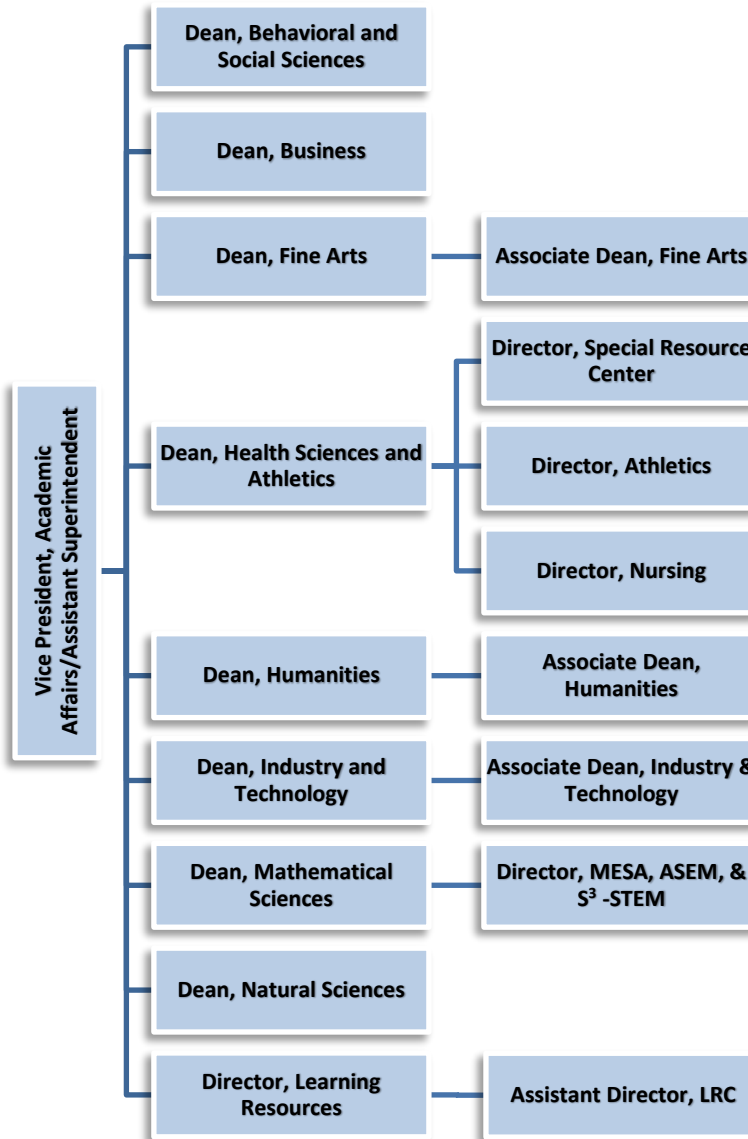 Dean, Behavioral and
Social Sciences
Dean, Business
Dean, Fine Arts
Associate Dean, Fine Arts
Director, Special Resource
Center
Vice President, Academic
Affairs/Assistant Superintendent
Dean, Health Sciences and
Athletics
Director, Athletics
Director, Nursing
Dean, Humanities
Associate Dean,
Humanities
Dean, Industry and
Technology
Associate Dean, Industry &
Technology
Dean, Mathematical
Sciences
Director, MESA, ASEM, &
S³ -STEM
Dean, Natural Sciences
Director, Learning
Resources
Assistant Director, LRC